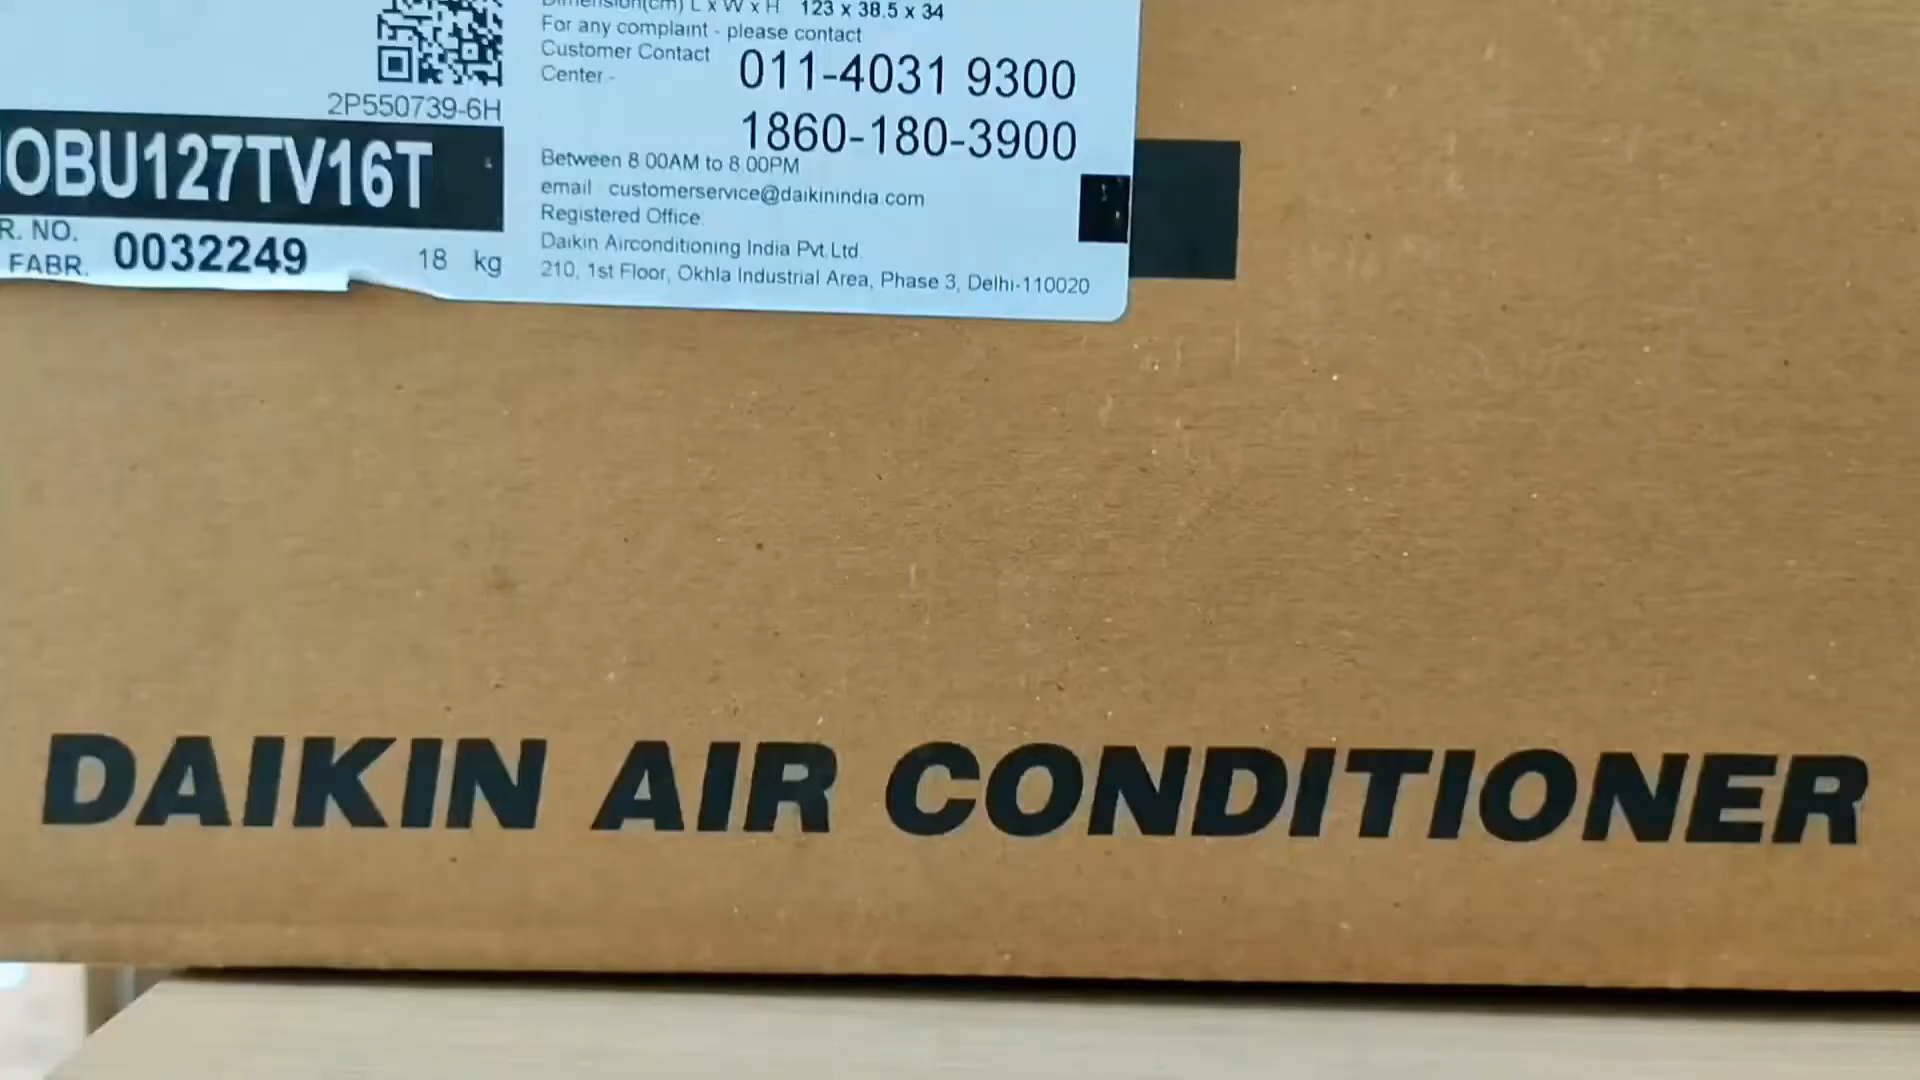 Dimension(cm) L x W x H 123 x 38.5 x 34
For any complaint - please contact
Customer Contact
Center -
011-4031 9300
1860-180-3900
Between 8.00AM to 8.00PM
email customerservice@daikinindia.com
Registered Office:
Daikin Airconditioning India Pvt.Ltd.
210, 1st Floor, Okhla Industrial Area, Phase 3, Delhi-110020
2P550739-6H
OBU127TV16T
R. NO.
FABR. 0032249 18 kg
DAIKIN AIR CONDITIONER